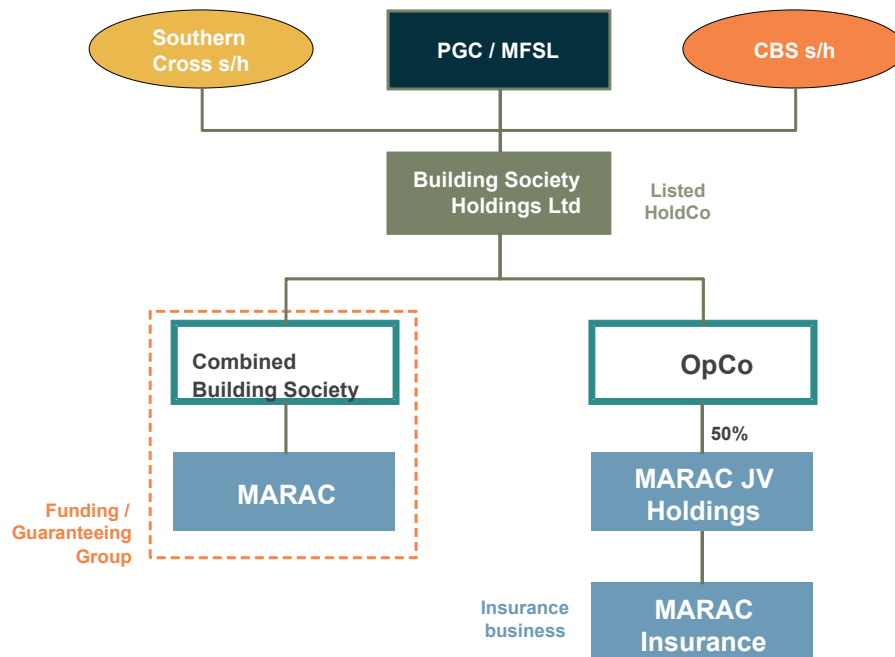 Southern
Cross s/h
PGC / MFSL
CBS s/h
Building Society
Holdings Ltd
Listed
HoldCo
Combined
Building Society
OpCo
50%
MARAC
MARAC JV
Holdings
Funding /
Guaranteeing
Group
Insurance
business
MARAC
Insurance